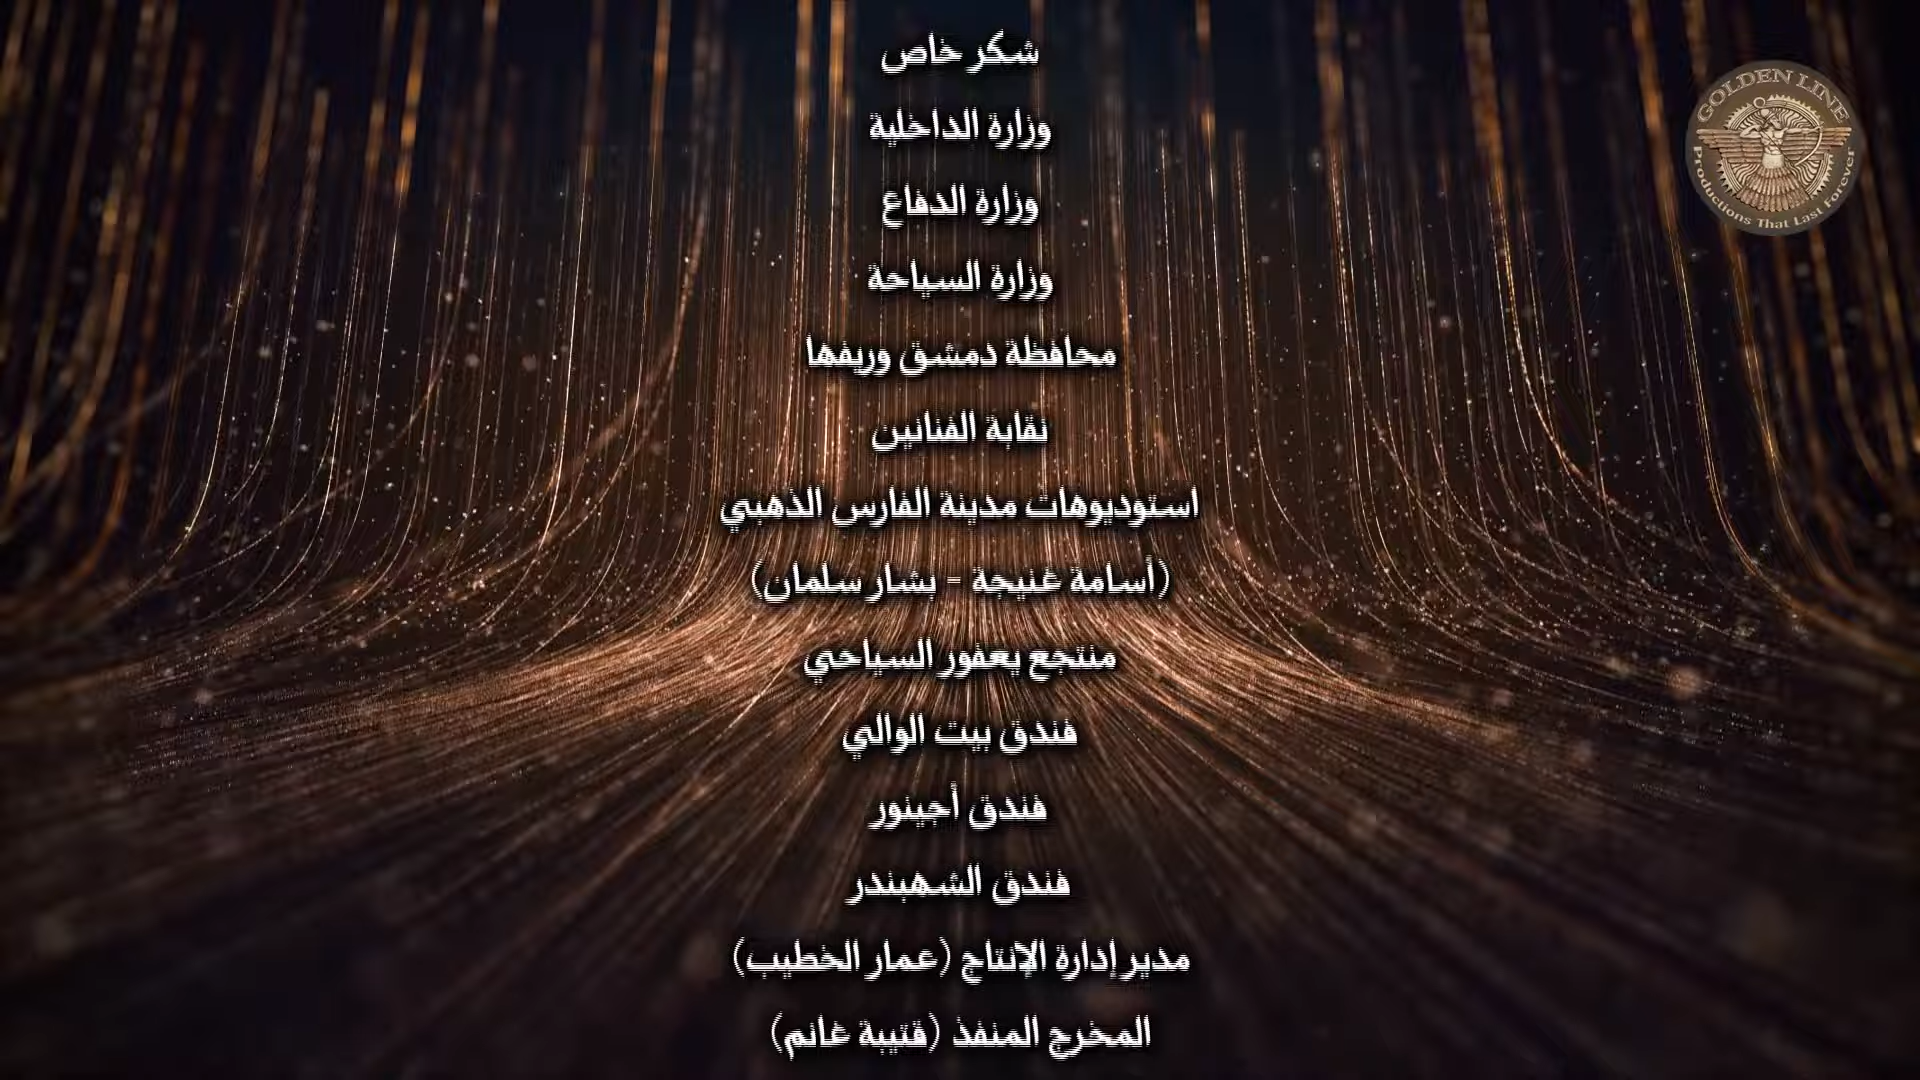 شكر خاص
وزارة الداخلية
وزارة الدفاع
وزارة السياحة
محافظة دمشق وريفها
نقابة الفنانين
استوديوهات مدينة الفارس الذهبي
(أسامة غنيجة - بشار سلمان)
منتجع يعفور السياحي
فندق بيت الوالي
فندق أجينور
فندق الشهبندر
مدير إدارة الإنتاج (عمار الخطيب)
المخرج المنفذ (قتيبة غانم)
GOLDEN LINE
Productions That Last Forever